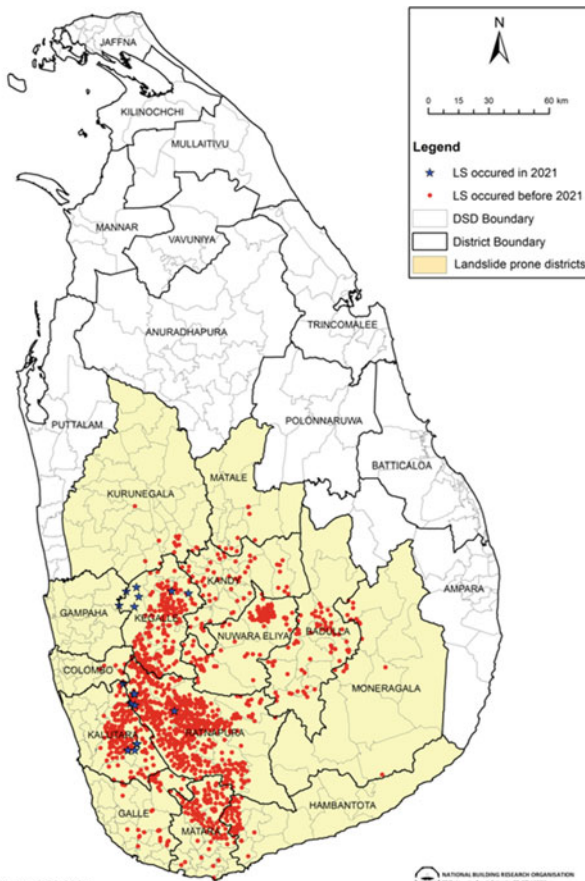 JAFFNA
N
KILINOCHCHI
0 15 30 60 km
MULLAITIVU
Legend
LS occured in 2021
LS occured before 2021
DSD Boundary
District Boundary
Landslide prone districts
MANNAR
VAVUNIYA
ANURADHAPURA
TRINCOMALEE
PUTTALAM
POLONNARUWA
BATTICALOA
MATALE
KURUNEGALA
KANDY
AMPARA
GAMPAHA
KEGALLE
NUWARA ELIYA
BADULLA
COLOMBO
MONERAGALA
KALUTARA
RATNAPURA
GALLE
HAMBANTOTA
MATARA
NATIONAL BUILDING RESEARCH ORGANISATION